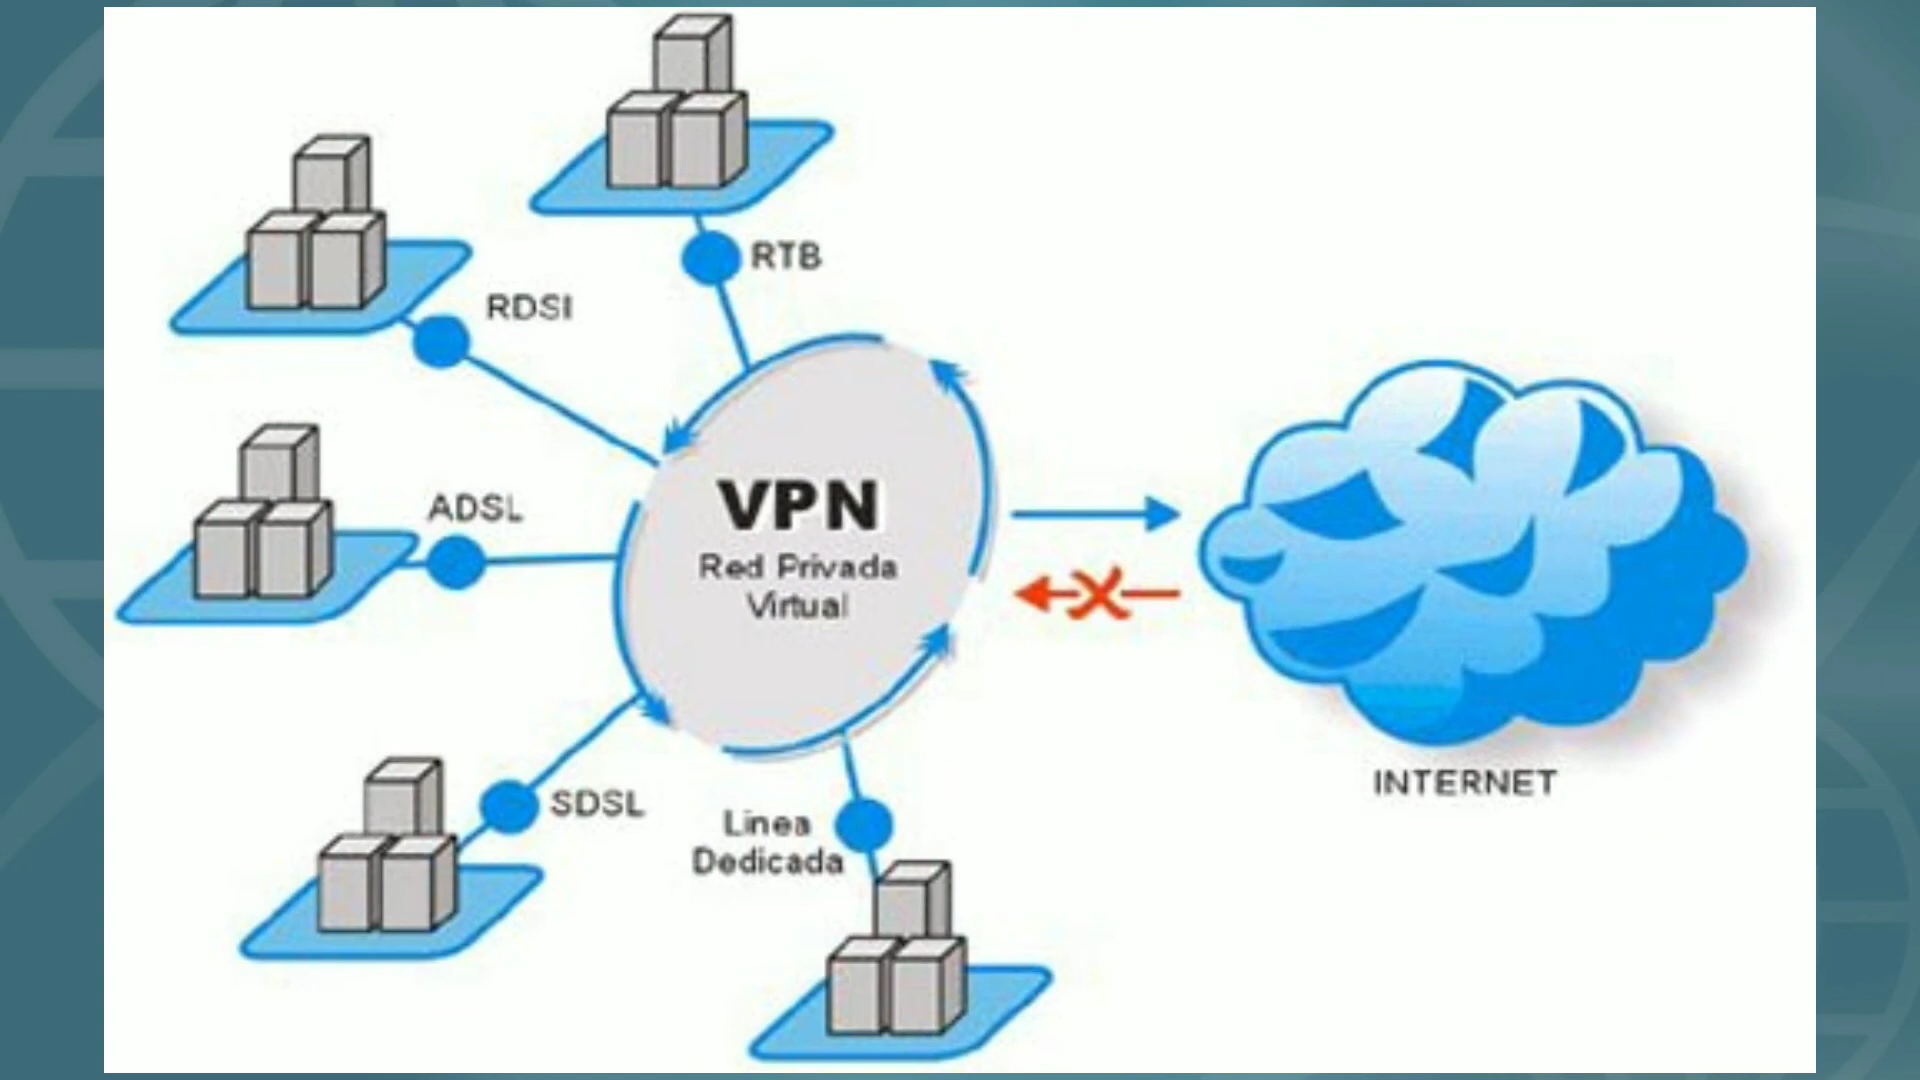 RTB
RDSI
ADSL
VPN
Red Privada
Virtual
SDSL
Linea
Dedicada
INTERNET